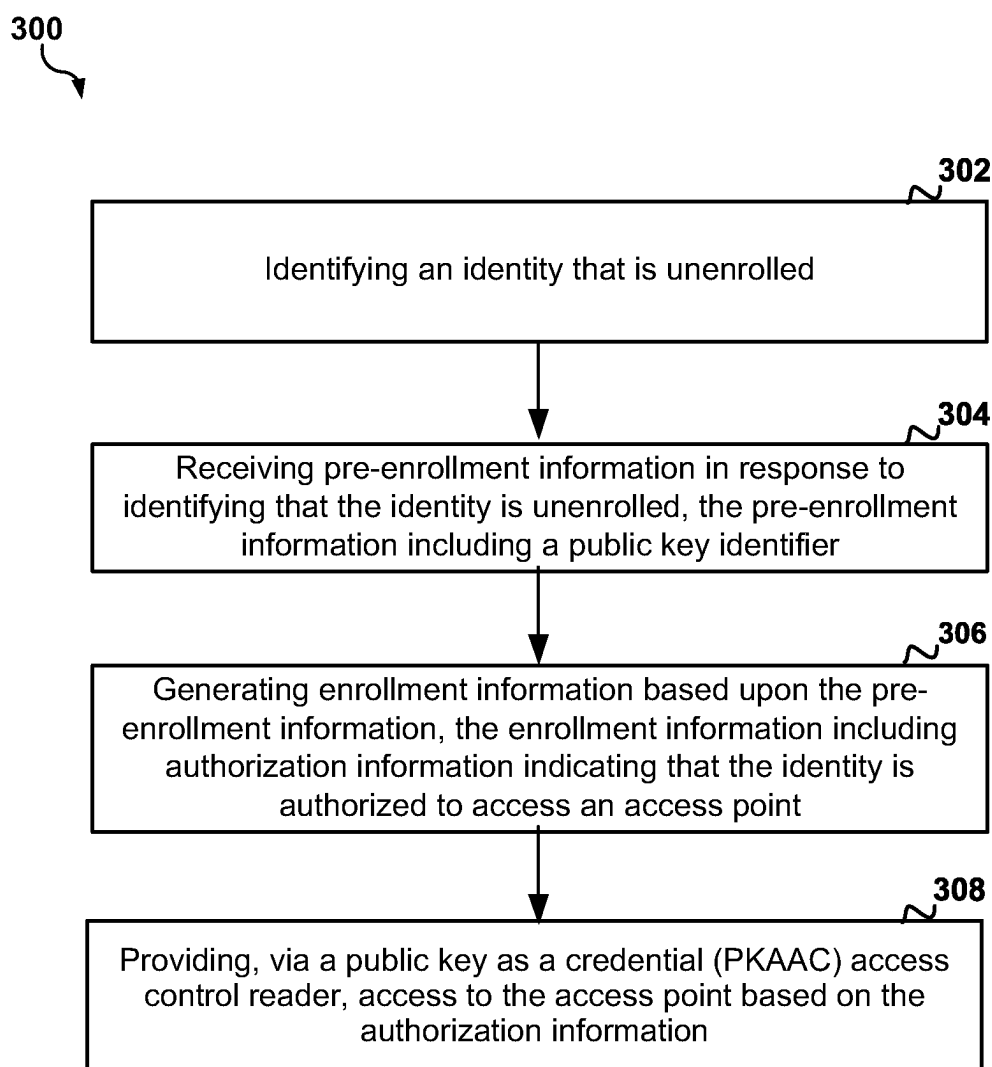 300
302
Identifying an identity that is unenrolled
304
Receiving pre-enrollment information in response to
identifying that the identity is unenrolled, the pre-enrollment
information including a public key identifier
306
Generating enrollment information based upon the pre-
enrollment information, the enrollment information including
authorization information indicating that the identity is
authorized to access an access point
308
Providing, via a public key as a credential (PKAAC) access
control reader, access to the access point based on the
authorization information